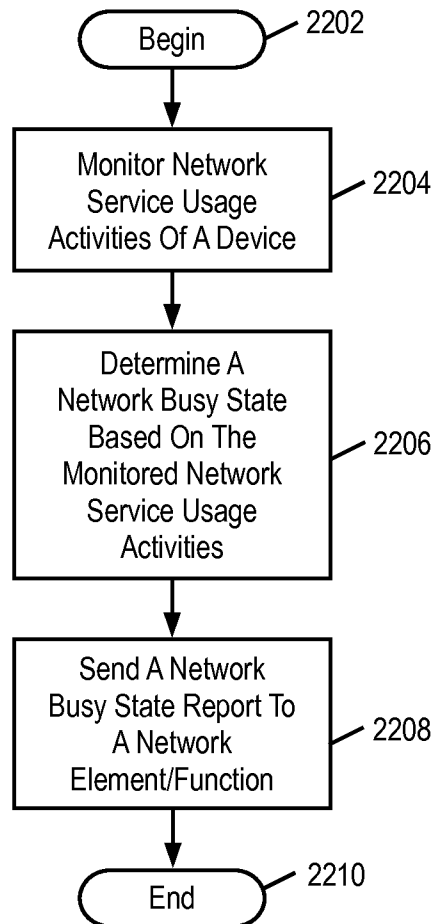 Begin
2202
Monitor Network
Service Usage
Activities Of A Device
2204
Determine A
Network Busy State
Based On The
Monitored Network
Service Usage
Activities
2206
Send A Network
Busy State Report To
A Network
Element/Function
2208
End
2210